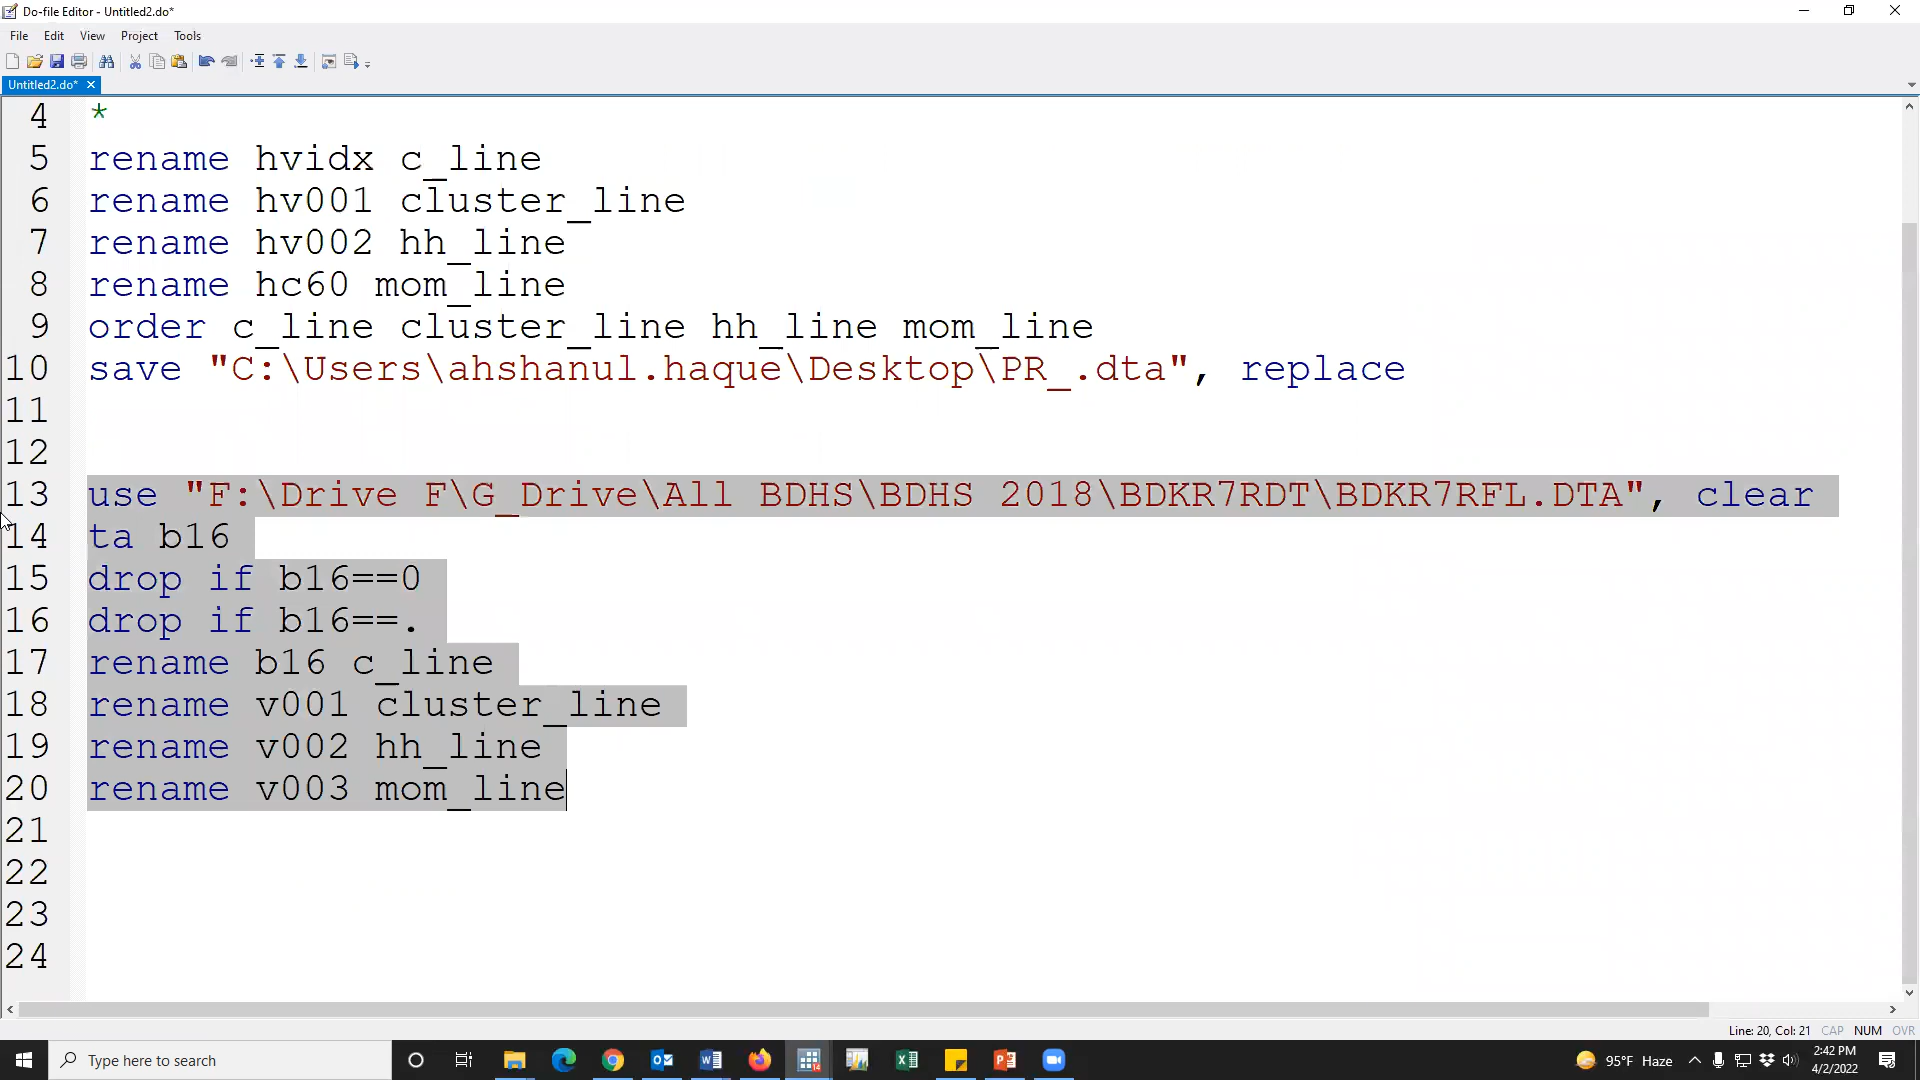 Do-file Editor - Untitled2.do*
File Edit View Project Tools
Untitled2.do*
4 *
5 rename hvidx c_line
6 rename hv001 cluster_line
7 rename hv002 hh_line
8 rename hc60 mom_line
9 order c_line cluster_line hh_line mom_line
10 save "C:\Users\ahshanul.haque\Desktop\PR_.dta", replace
11
12
13 use "F:\Drive F\G_Drive\All BDHS\BDHS 2018\BDKR7RDT\BDKR7RFL.DTA", clear
14 ta b16
15 drop if b16==0
16 drop if b16==.
17 rename b16 c_line
18 rename v001 cluster_line
19 rename v002 hh_line
20 rename v003 mom_line
21
22
23
24
Line: 20, Col: 21 CAP NUM OVR
Type here to search
95°F Haze
2:42 PM
4/2/2022